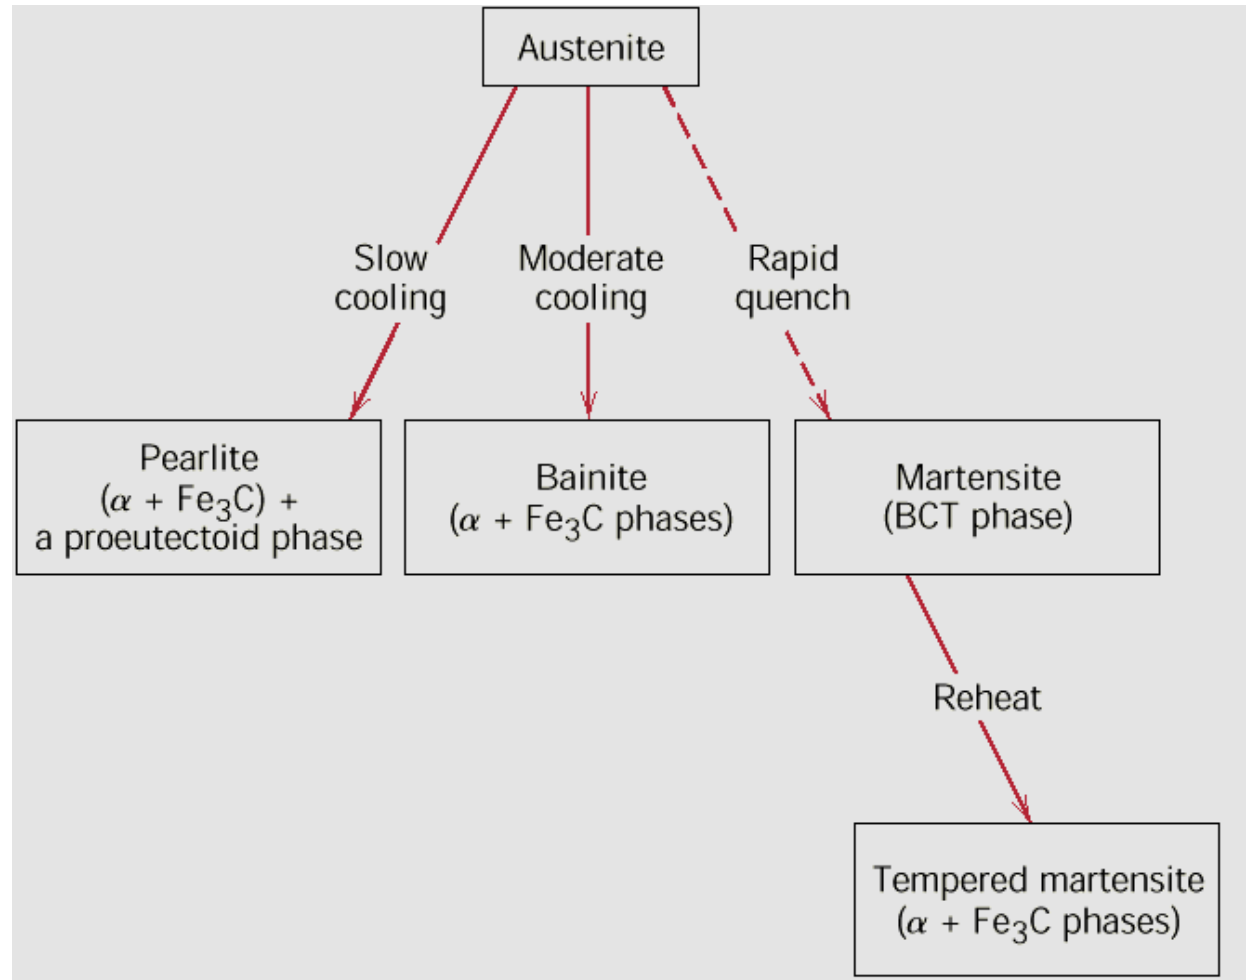 Austenite
Slow
cooling
Moderate
cooling
Rapid
quench
Pearlite
(α + Fe₃C) +
a proeutectoid phase
Bainite
(α + Fe₃C phases)
Martensite
(BCT phase)
Reheat
Tempered martensite
(α + Fe₃C phases)